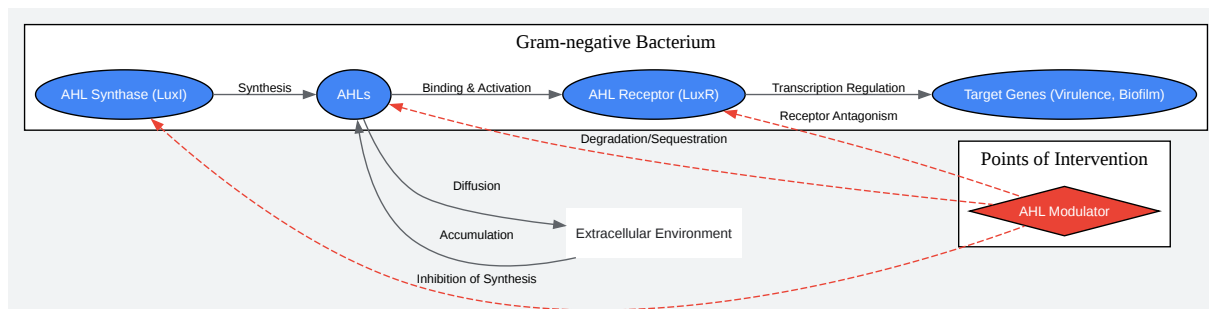 Gram-negative Bacterium
AHL Synthase (LuxI)
Synthesis
AHLs
Binding & Activation
AHL Receptor (LuxR)
Transcription Regulation
Target Genes (Virulence, Biofilm)
Receptor Antagonism
Degradation/Sequestration
Points of Intervention
Diffusion
AHL Modulator
Accumulation
Extracellular Environment
Inhibition of Synthesis